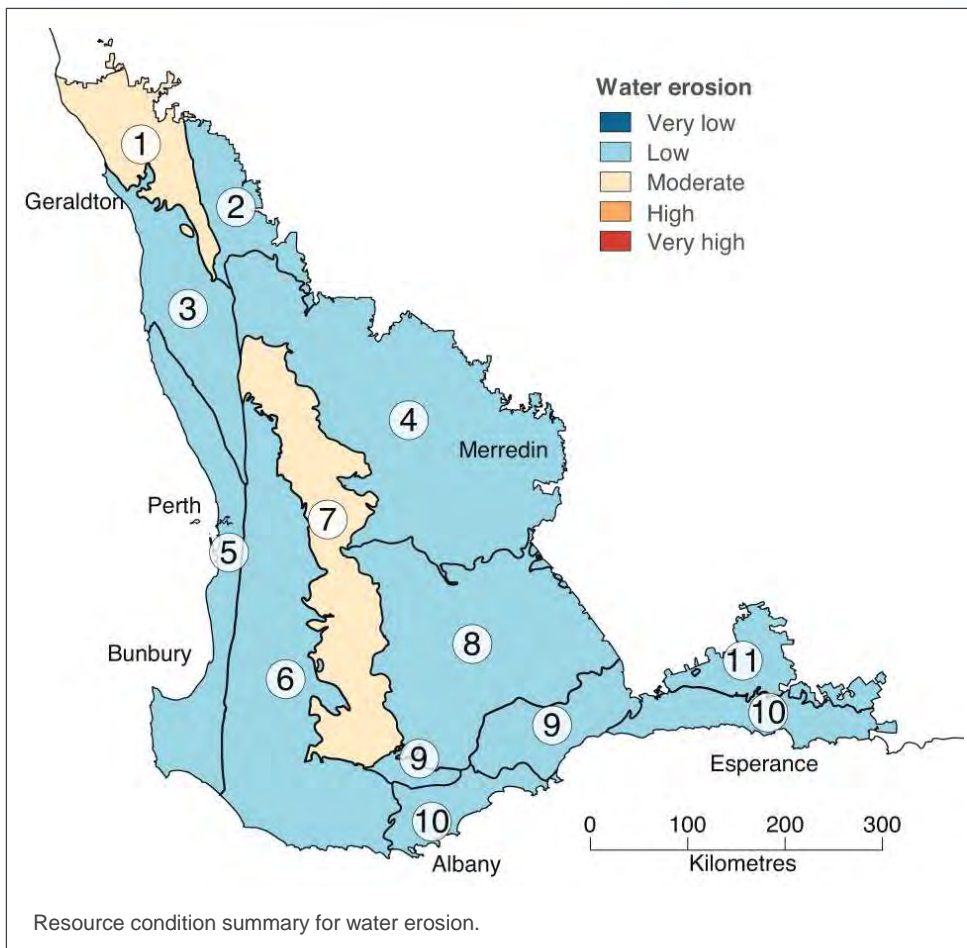 Water erosion
Very low
Low
Moderate
High
Very high
1
Geraldton
2
3
4
Merredin
Perth
7
5
Bunbury
8
6
11
9
10
9
Esperance
10
Albany
0 100 200 300
Kilometres
Resource condition summary for water erosion.